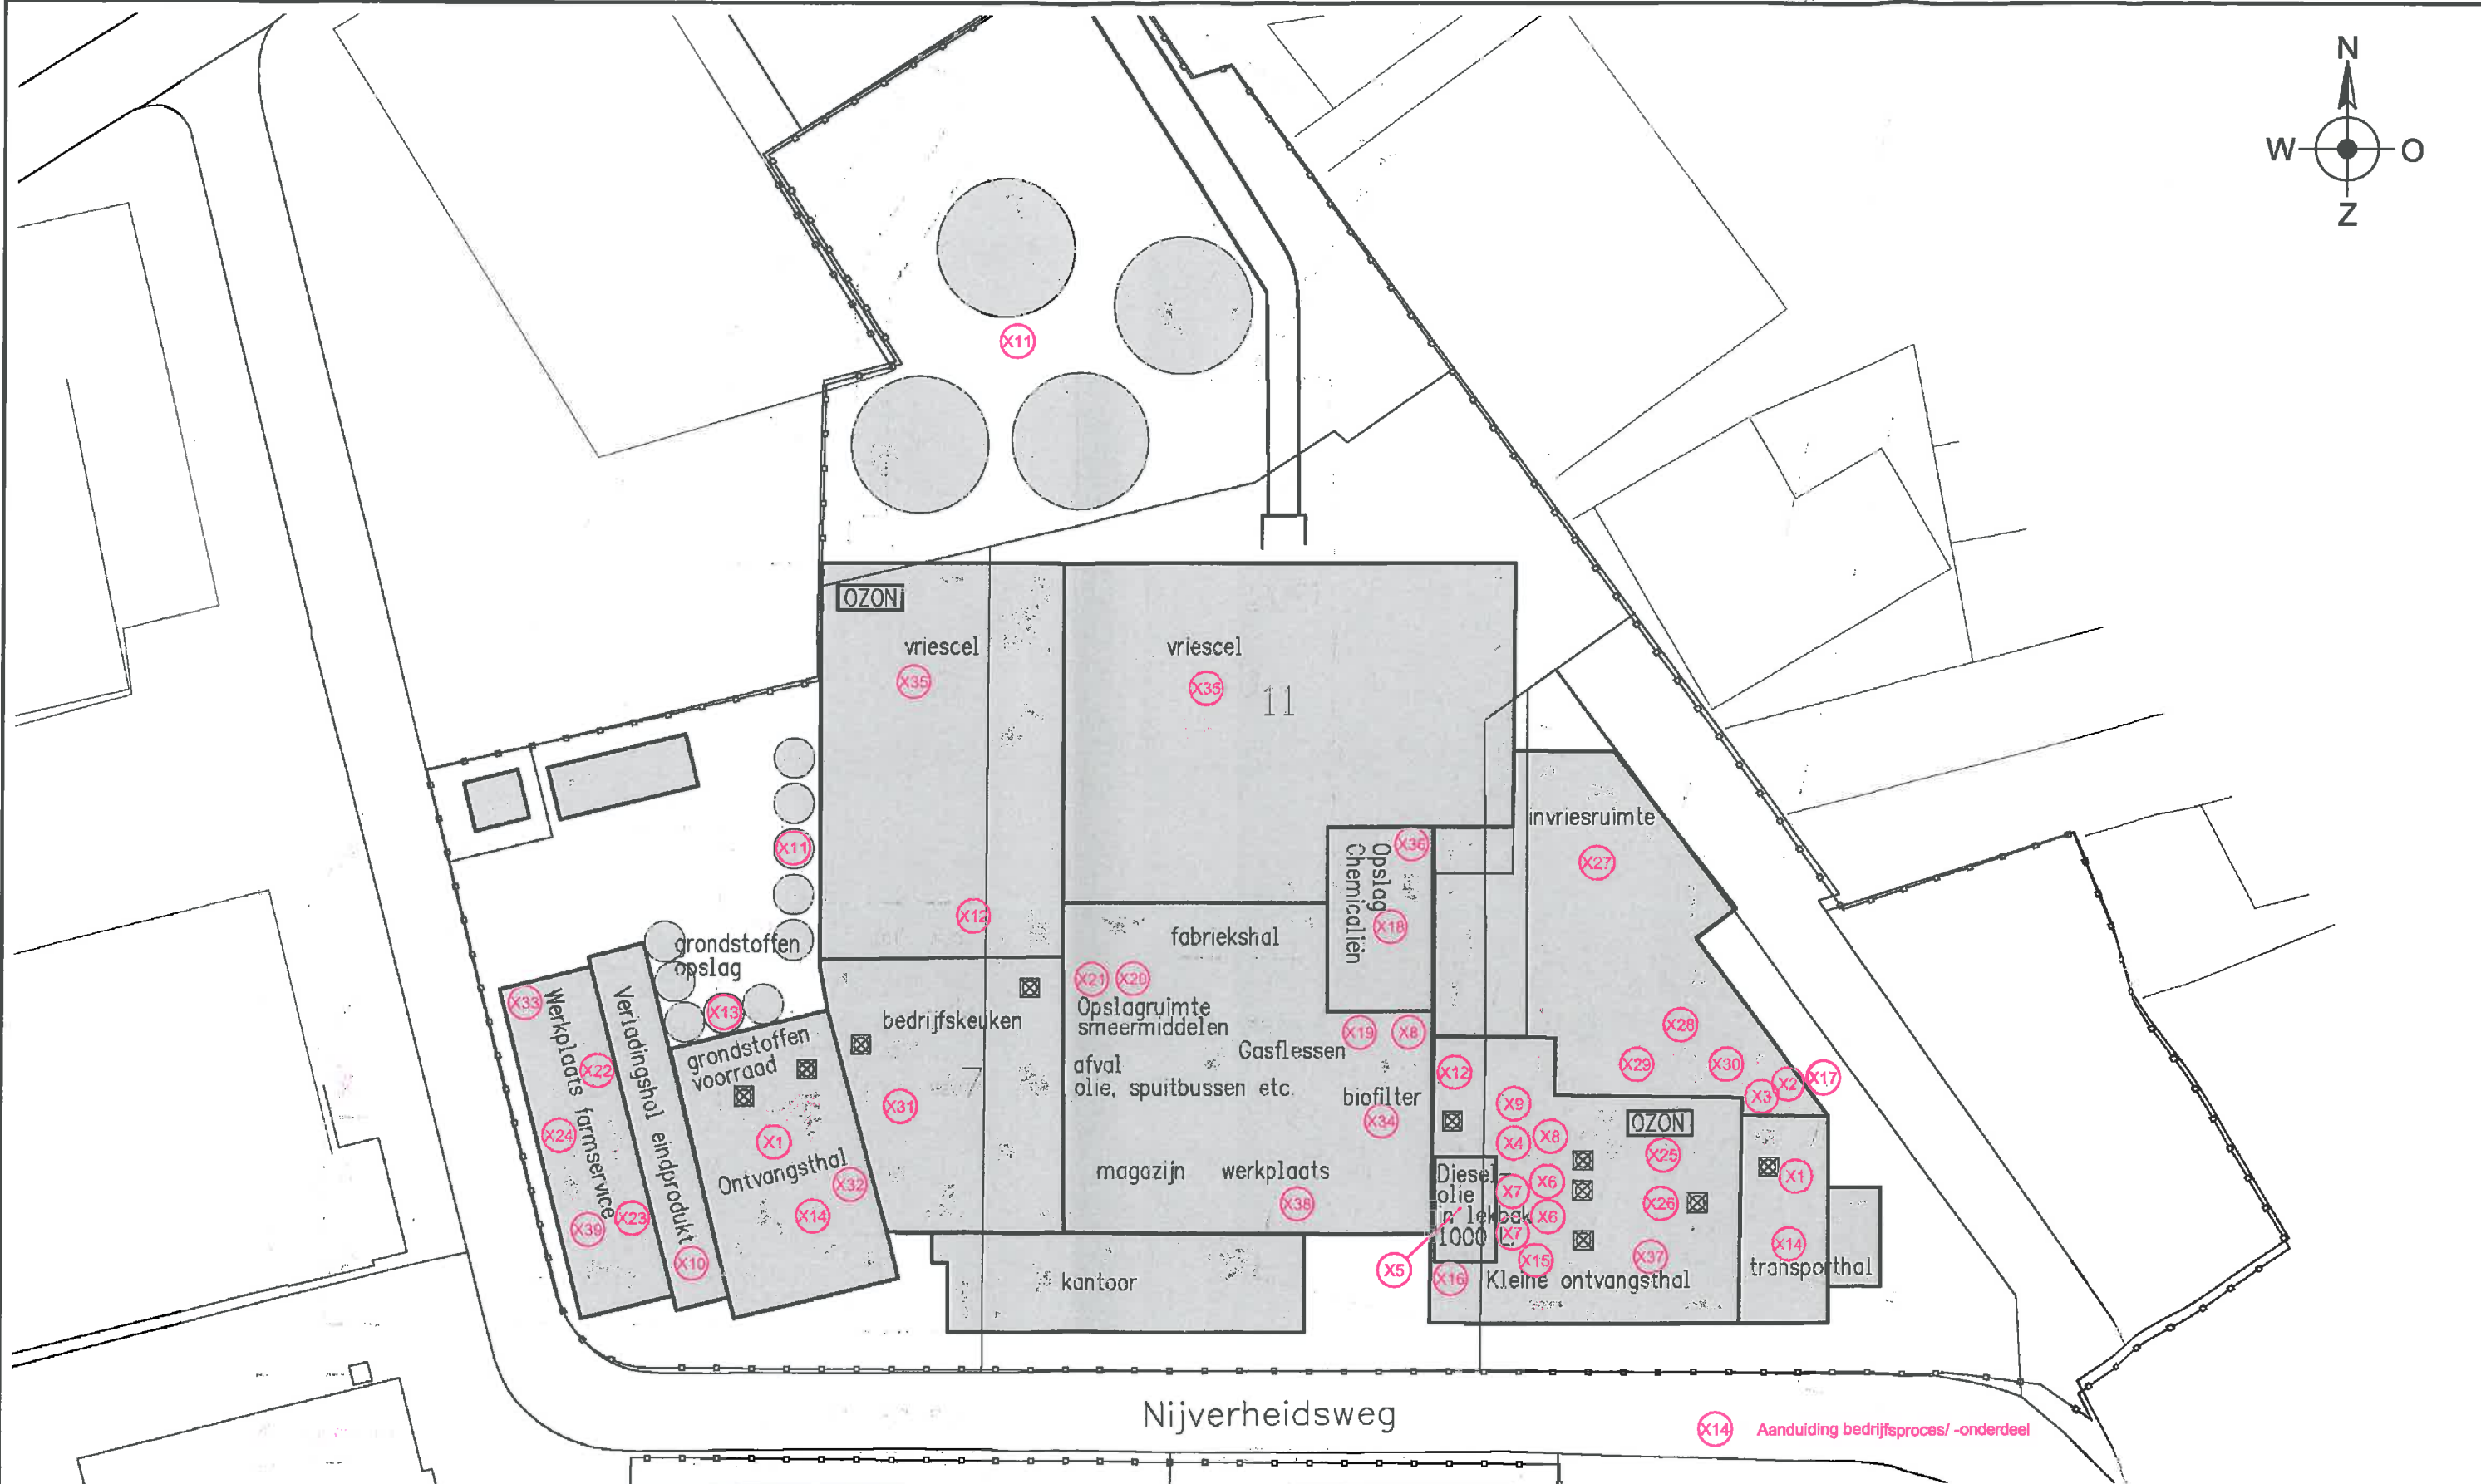 N
W O
Z
X11
OZON
vriescel
X35
vriescel
X35
11
invriesruimte
X27
X11
X36
Opslag
Chemicaliën
X18
X12
fabriekshal
grondstoffen
opslag
X13
X21 X20
Opslagruimte
smeermiddelen
afval
olie, spuitbussen etc.
Gasflessen
X19 X8
biofilter
X34
magazijn werkplaats
X38
bedrijfskeuken
7
X31
X33
Werkplaats farmservice
X22
X24
X23
X39
Verladingshol eindprodukt
X10
grondstoffen
voorraad
X1
Ontvangsthal
X32
X14
kantoor
X28
X29 X30
X3 X2 X17
X12
X9
X4 X8
OZON
X25
X7 X6
X26
X6
X7
X15
X37
Diesel-
olie
in lekbak
1000 L
X5
X16
Kleine ontvangsthal
X1
X14
transporthal
Nijverheidsweg
X14 Aanduiding bedrijfsproces/ -onderdeel